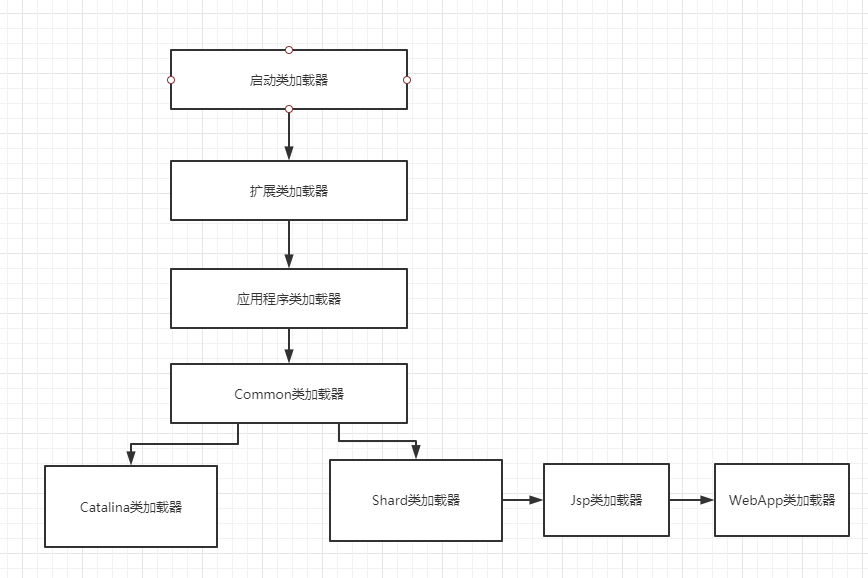 启动类加载器
扩展类加载器
应用程序类加载器
Common类加载器
Catalina类加载器
Shard类加载器
Jsp类加载器
WebApp类加载器